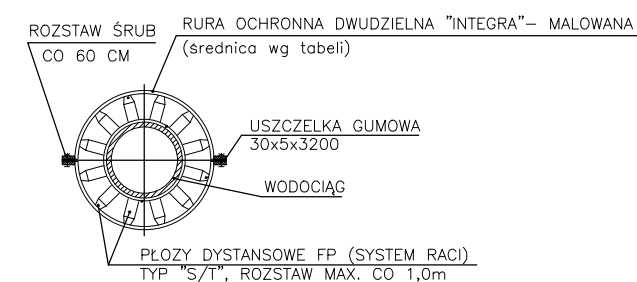 ROZSTAW ŚRUB
CO 60 CM
RURA OCHRONNA DWUDZIELNA "INTEGRA"– MALOWANA
(średnica wg tabeli)
USZCZELKA GUMOWA
30x5x3200
WODOCIĄG
PŁOZY DYSTANSOWE FP (SYSTEM RACI)
TYP "S/T", ROZSTAW MAX. CO 1,0m